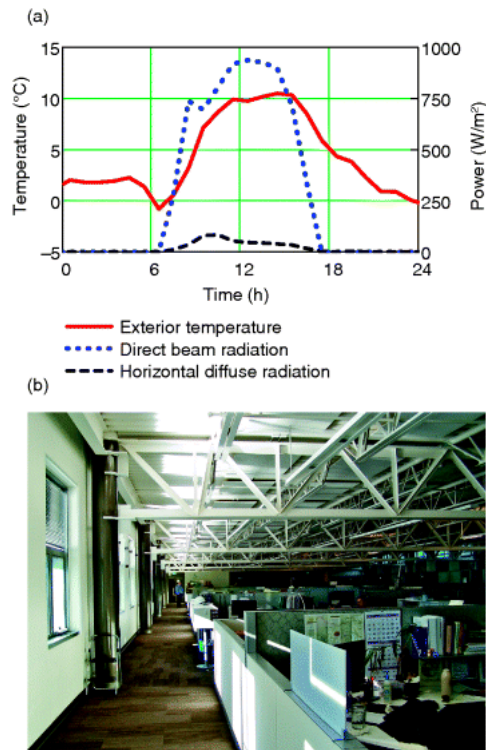 (a)
15
10
5
0
–5
Temperature (°C)
1000
750
500
250
0
Power (W/m²)
0 6 12 18 24
Time (h)
Exterior temperature
Direct beam radiation
Horizontal diffuse radiation
(b)